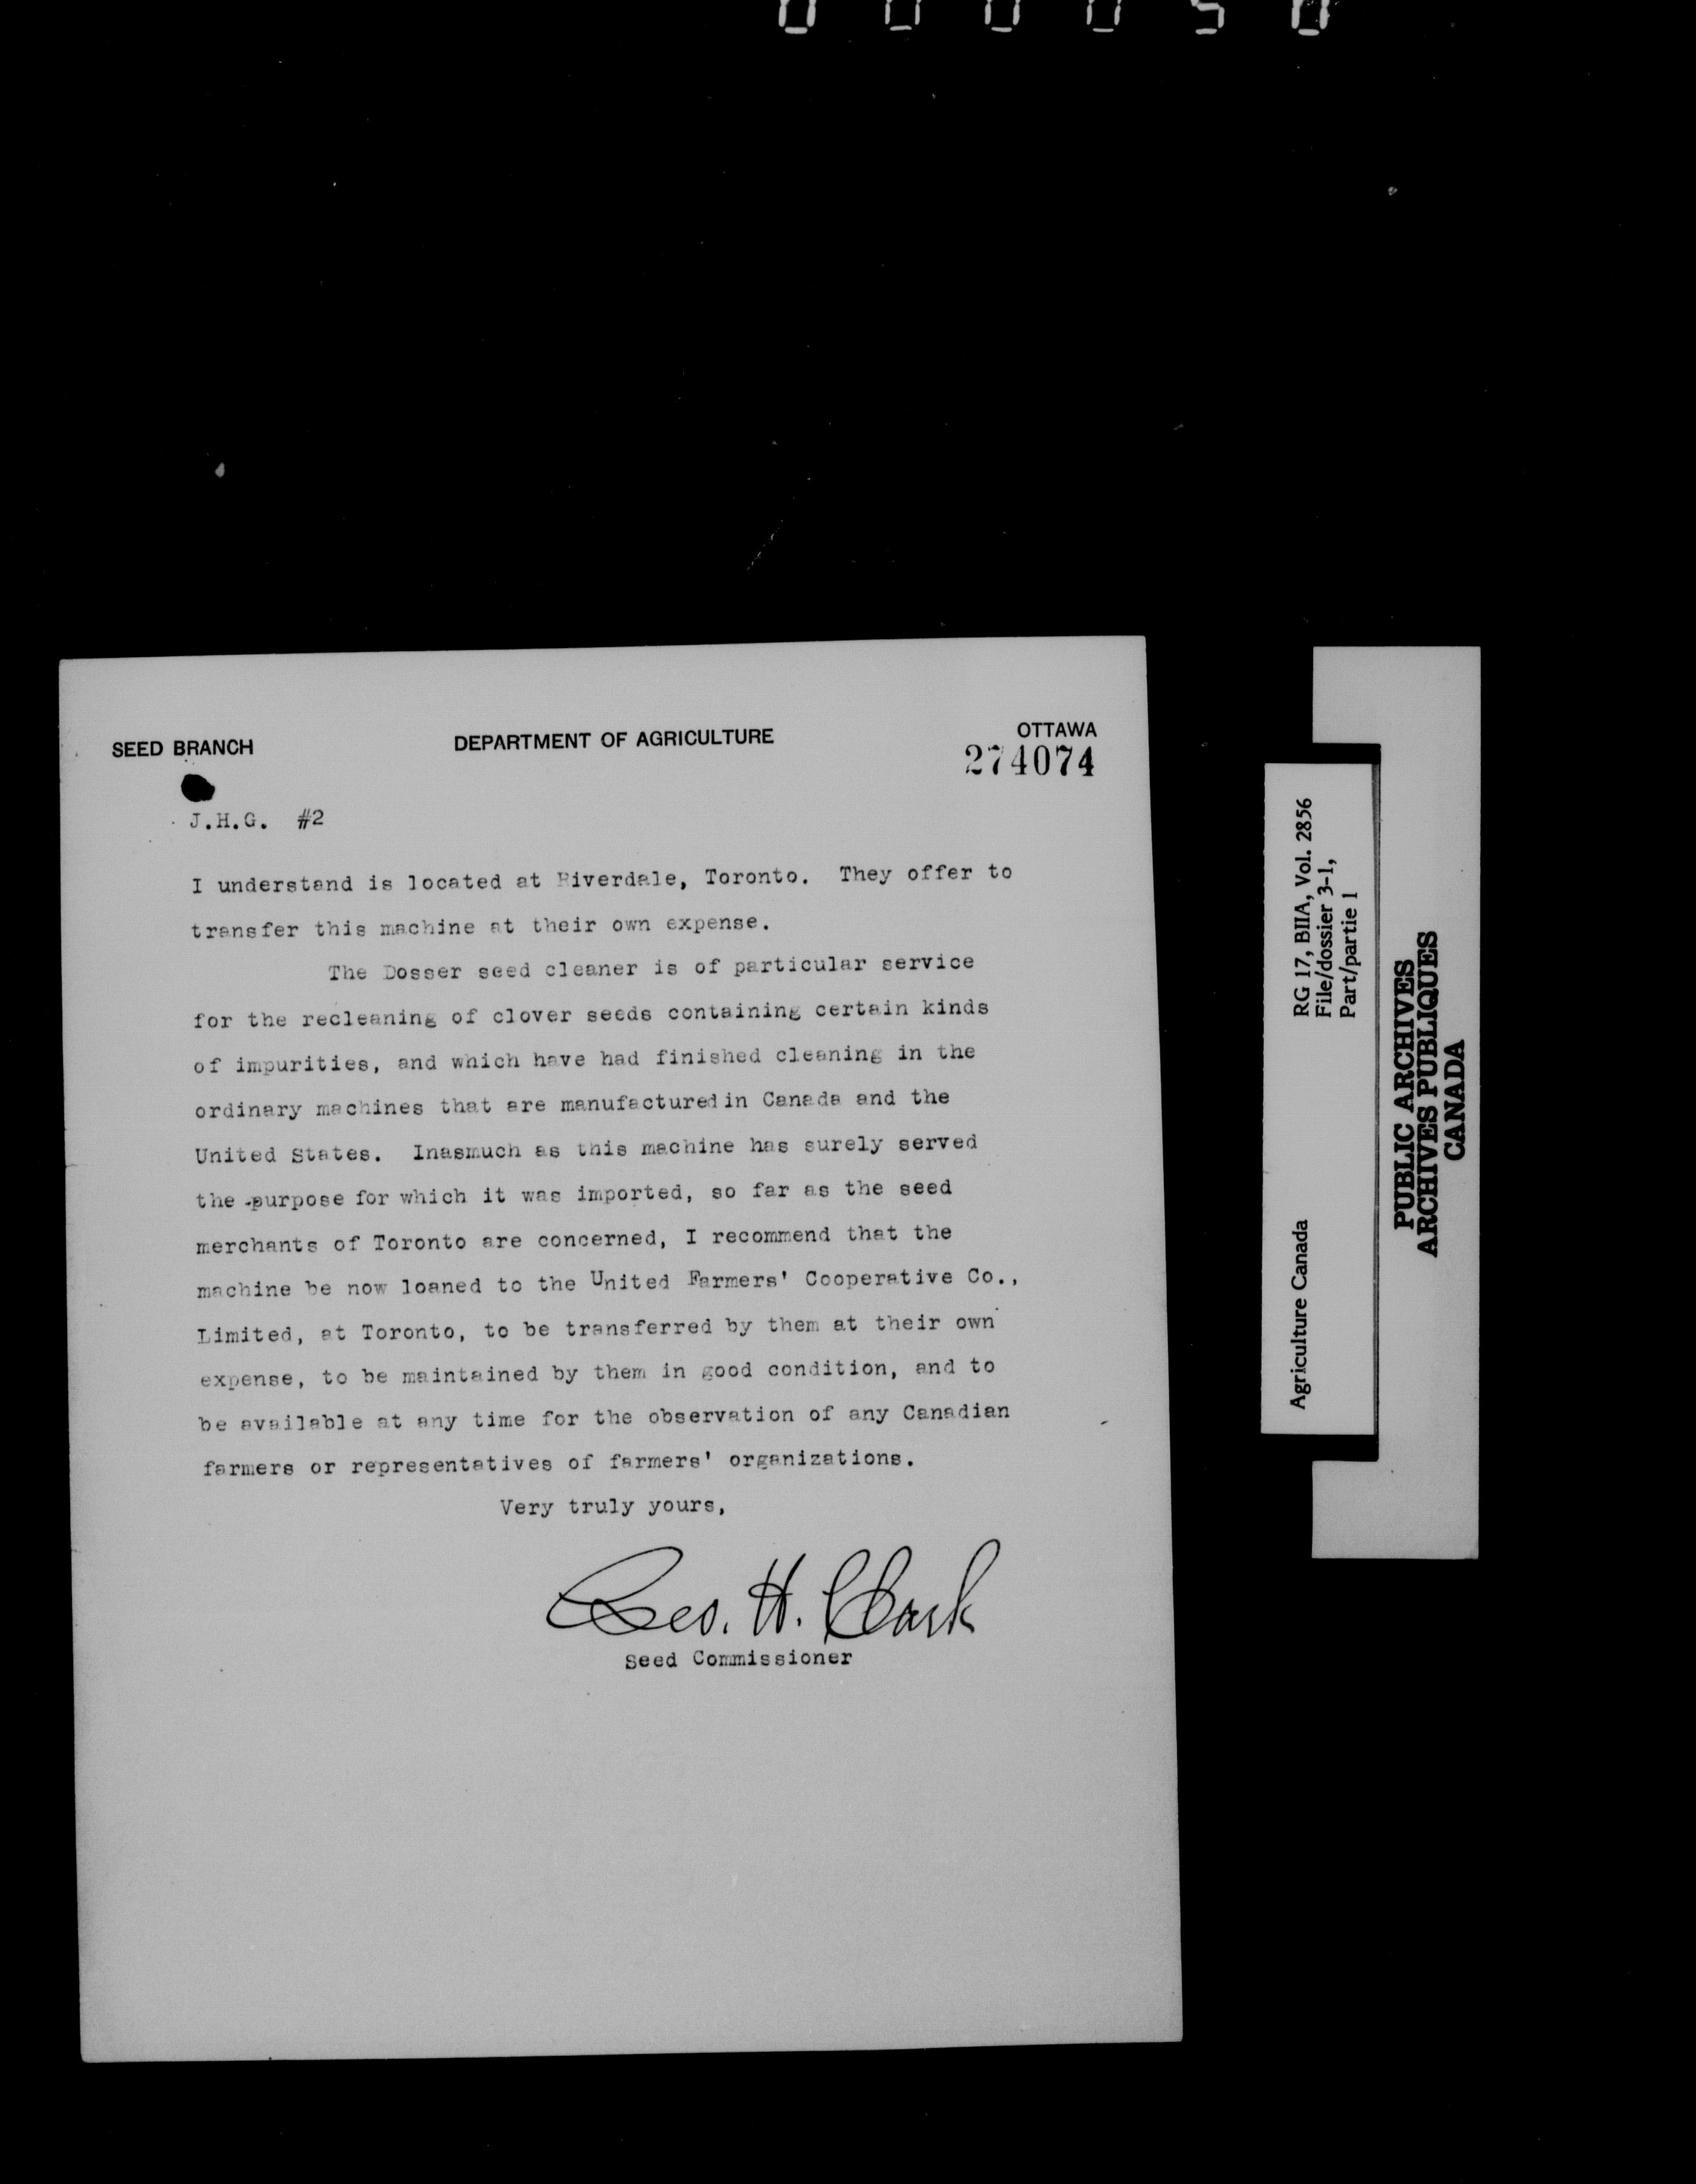 SEED BRANCH DEPARTMENT OF AGRICULTURE OTTAWA
274074
J.H.G. #2
I understand is located at Riverdale, Toronto. They offer to
transfer this machine at their own expense.
The Dosser seed cleaner is of particular service
for the recleaning of clover seeds containing certain kinds
of impurities, and which have had finished cleaning in the
ordinary machines that are manufactured in Canada and the
United States. Inasmuch as this machine has surely served
the purpose for which it was imported, so far as the seed
merchants of Toronto are concerned, I recommend that the
machine be now loaned to the United Farmers' Cooperative Co.,
Limited, at Toronto, to be transferred by them at their own
expense, to be maintained by them in good condition, and to
be available at any time for the observation of any Canadian
farmers or representatives of farmers' organizations.
Very truly yours,
Geo. H. Clark
Seed Commissioner
Agriculture Canada
RG 17, BIIA, Vol. 2856
File/dossier 3-1,
Part/partie 1
PUBLIC ARCHIVES
ARCHIVES PUBLIQUES
CANADA